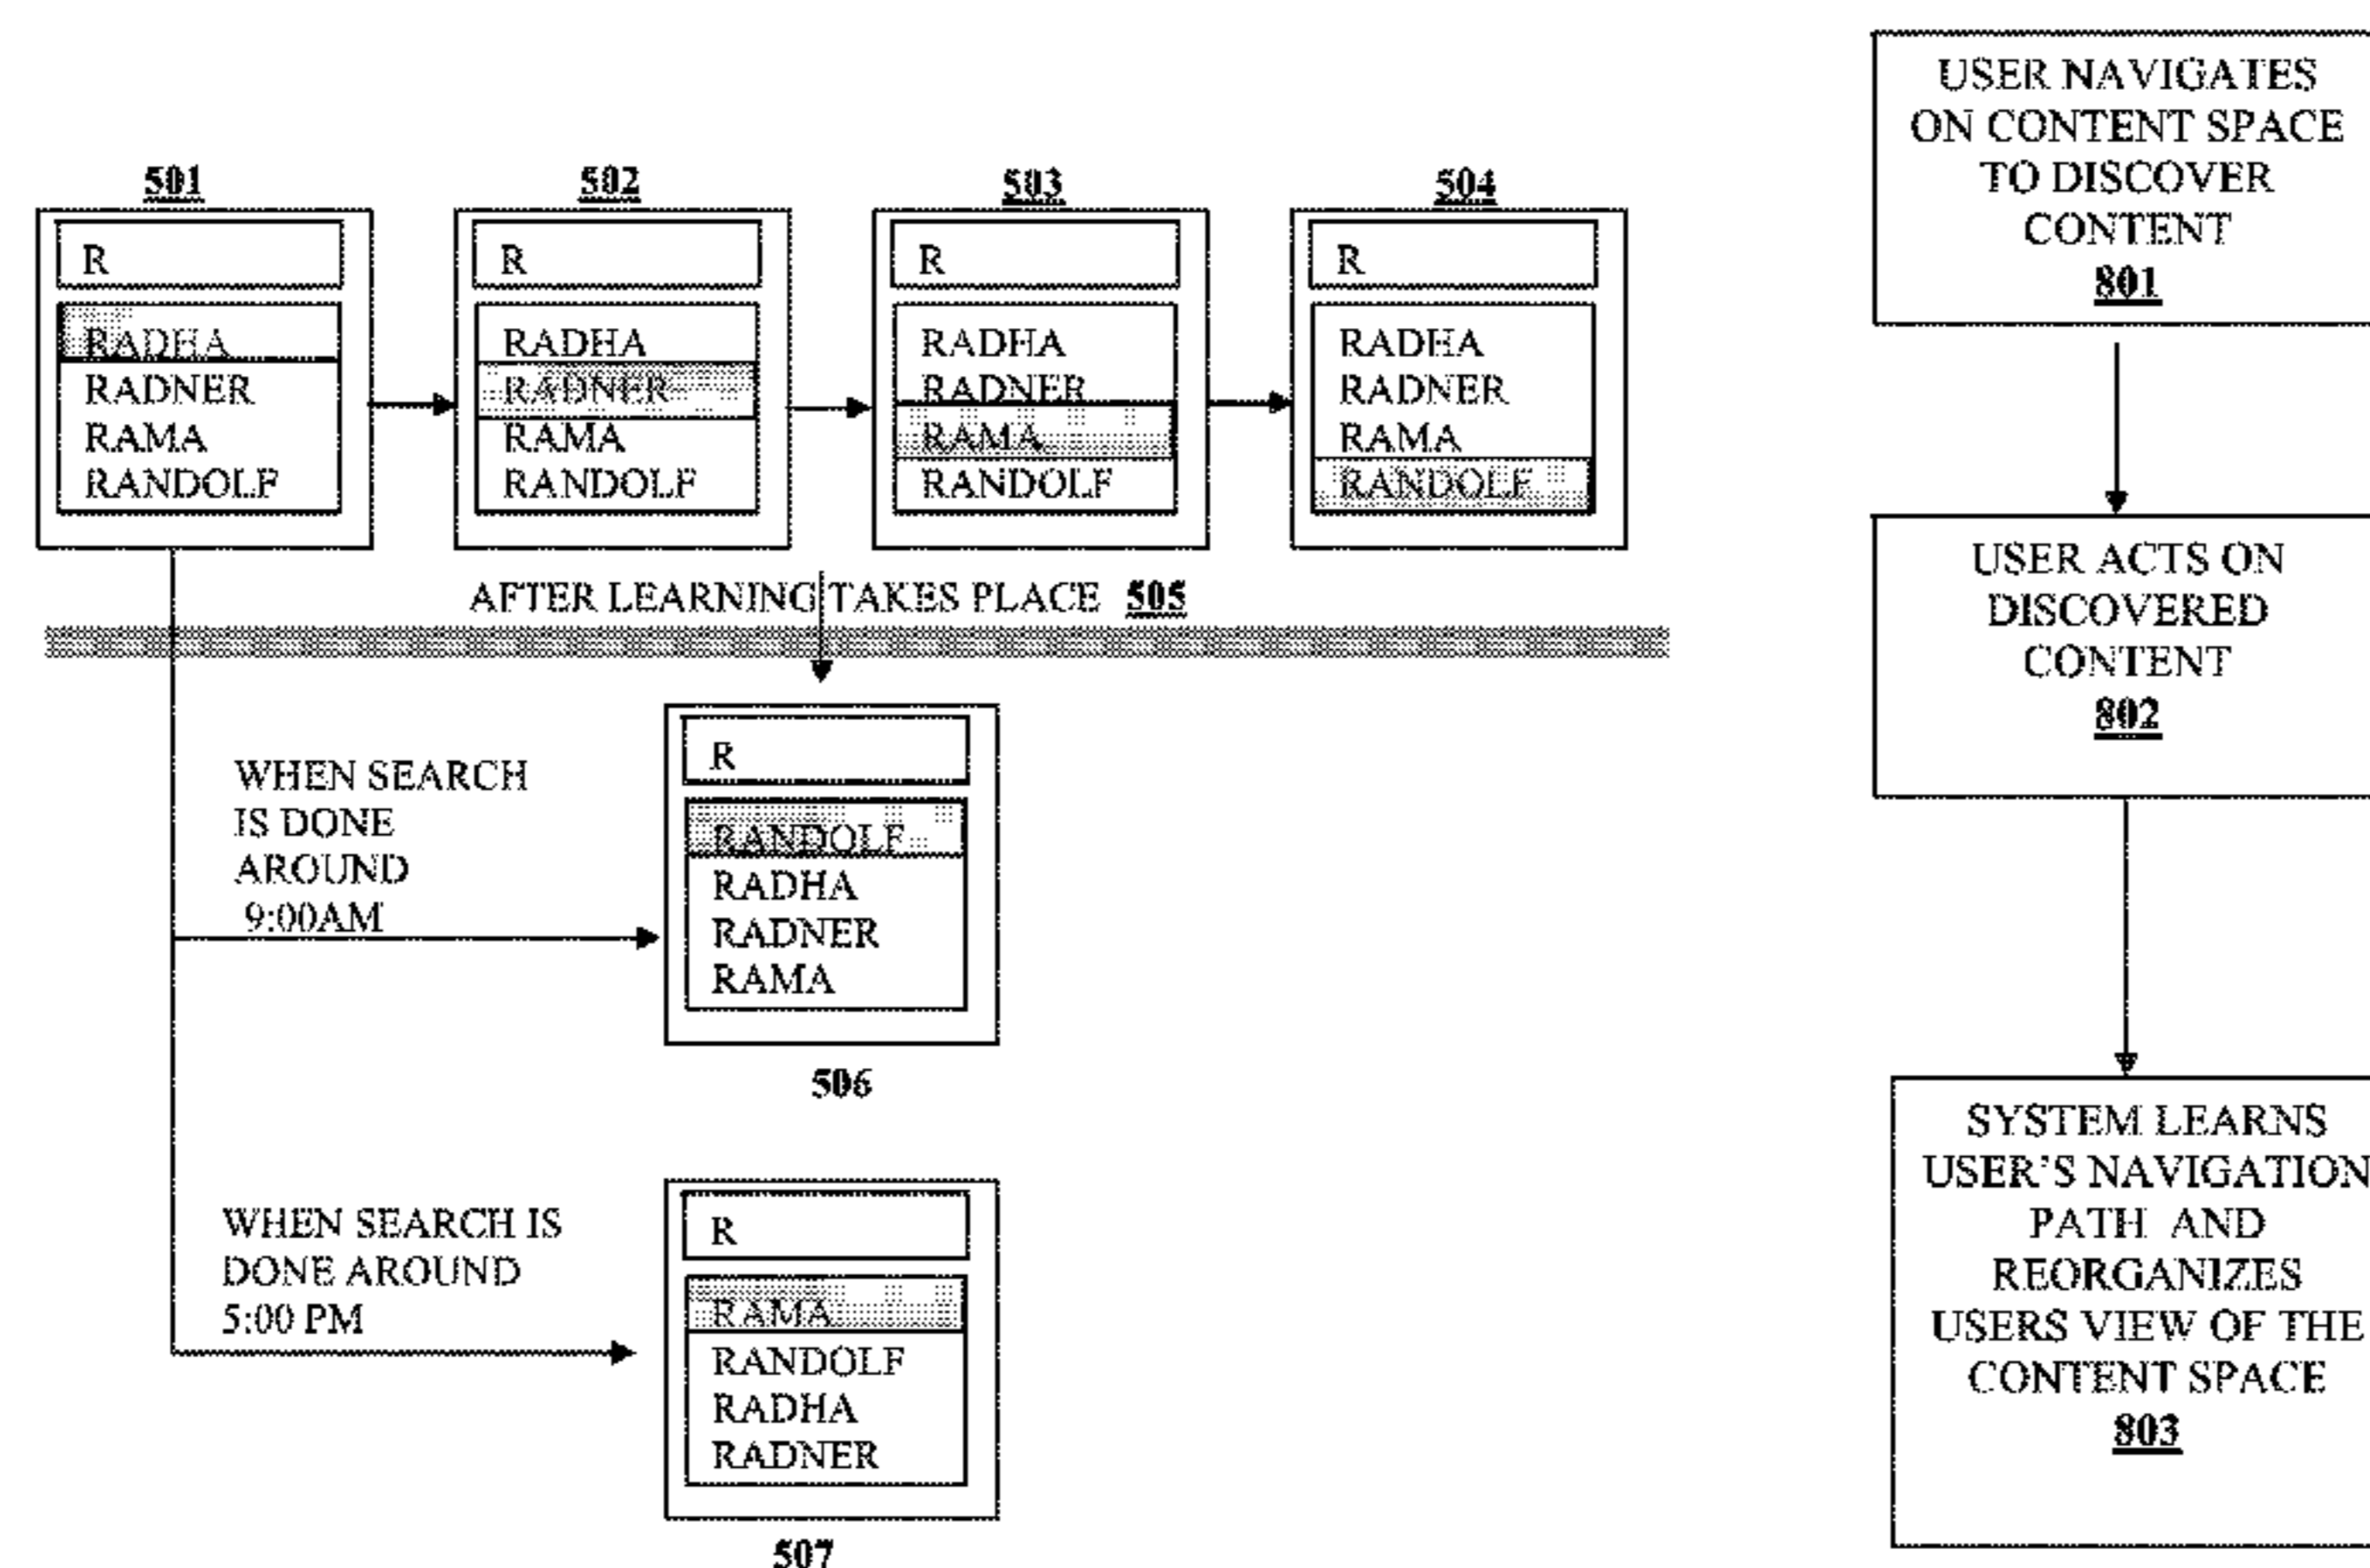 501
R
RADHA
RADNER
RAMA
RANDOLF
502
R
RADHA
RADNER
RAMA
RANDOLF
503
R
RADHA
RADNER
RAMA
RANDOLF
504
R
RADHA
RADNER
RAMA
RANDOLF
AFTER LEARNING TAKES PLACE 505
WHEN SEARCH
IS DONE
AROUND
9:00AM
R
RANDOLF
RADHA
RADNER
RAMA
506
WHEN SEARCH IS
DONE AROUND
5:00 PM
R
RAMA
RANDOLF
RADHA
RADNER
507
USER NAVIGATES
ON CONTENT SPACE
TO DISCOVER
CONTENT
801
USER ACTS ON
DISCOVERED
CONTENT
802
SYSTEM LEARNS
USER'S NAVIGATION
PATH AND
REORGANIZES
USERS VIEW OF THE
CONTENT SPACE
803